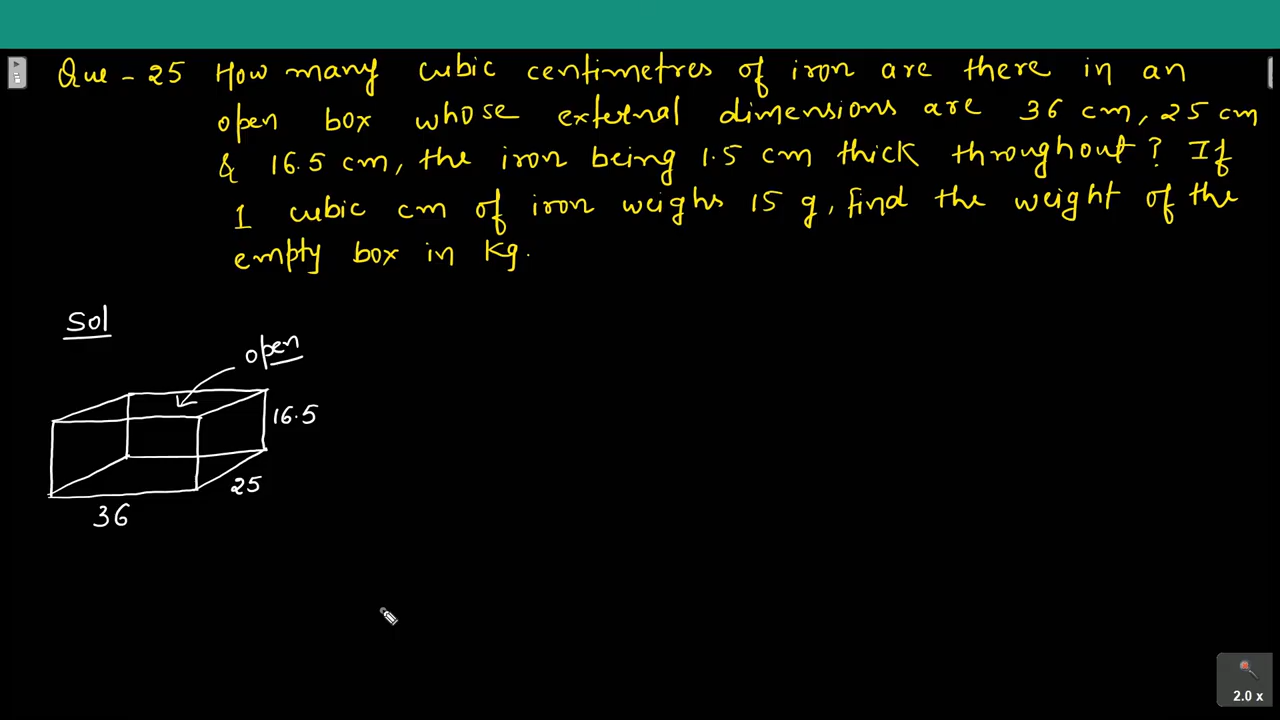 Que - 25 How many cubic centimetres of iron are there in an
open box whose external dimensions are 36 cm, 25 cm
& 16.5 cm, the iron being 1.5 cm thick throughout? If
1 cubic cm of iron weighs 15 g, find the weight of the
empty box in Kg.
Sol
open
16.5
25
36
2.0 x